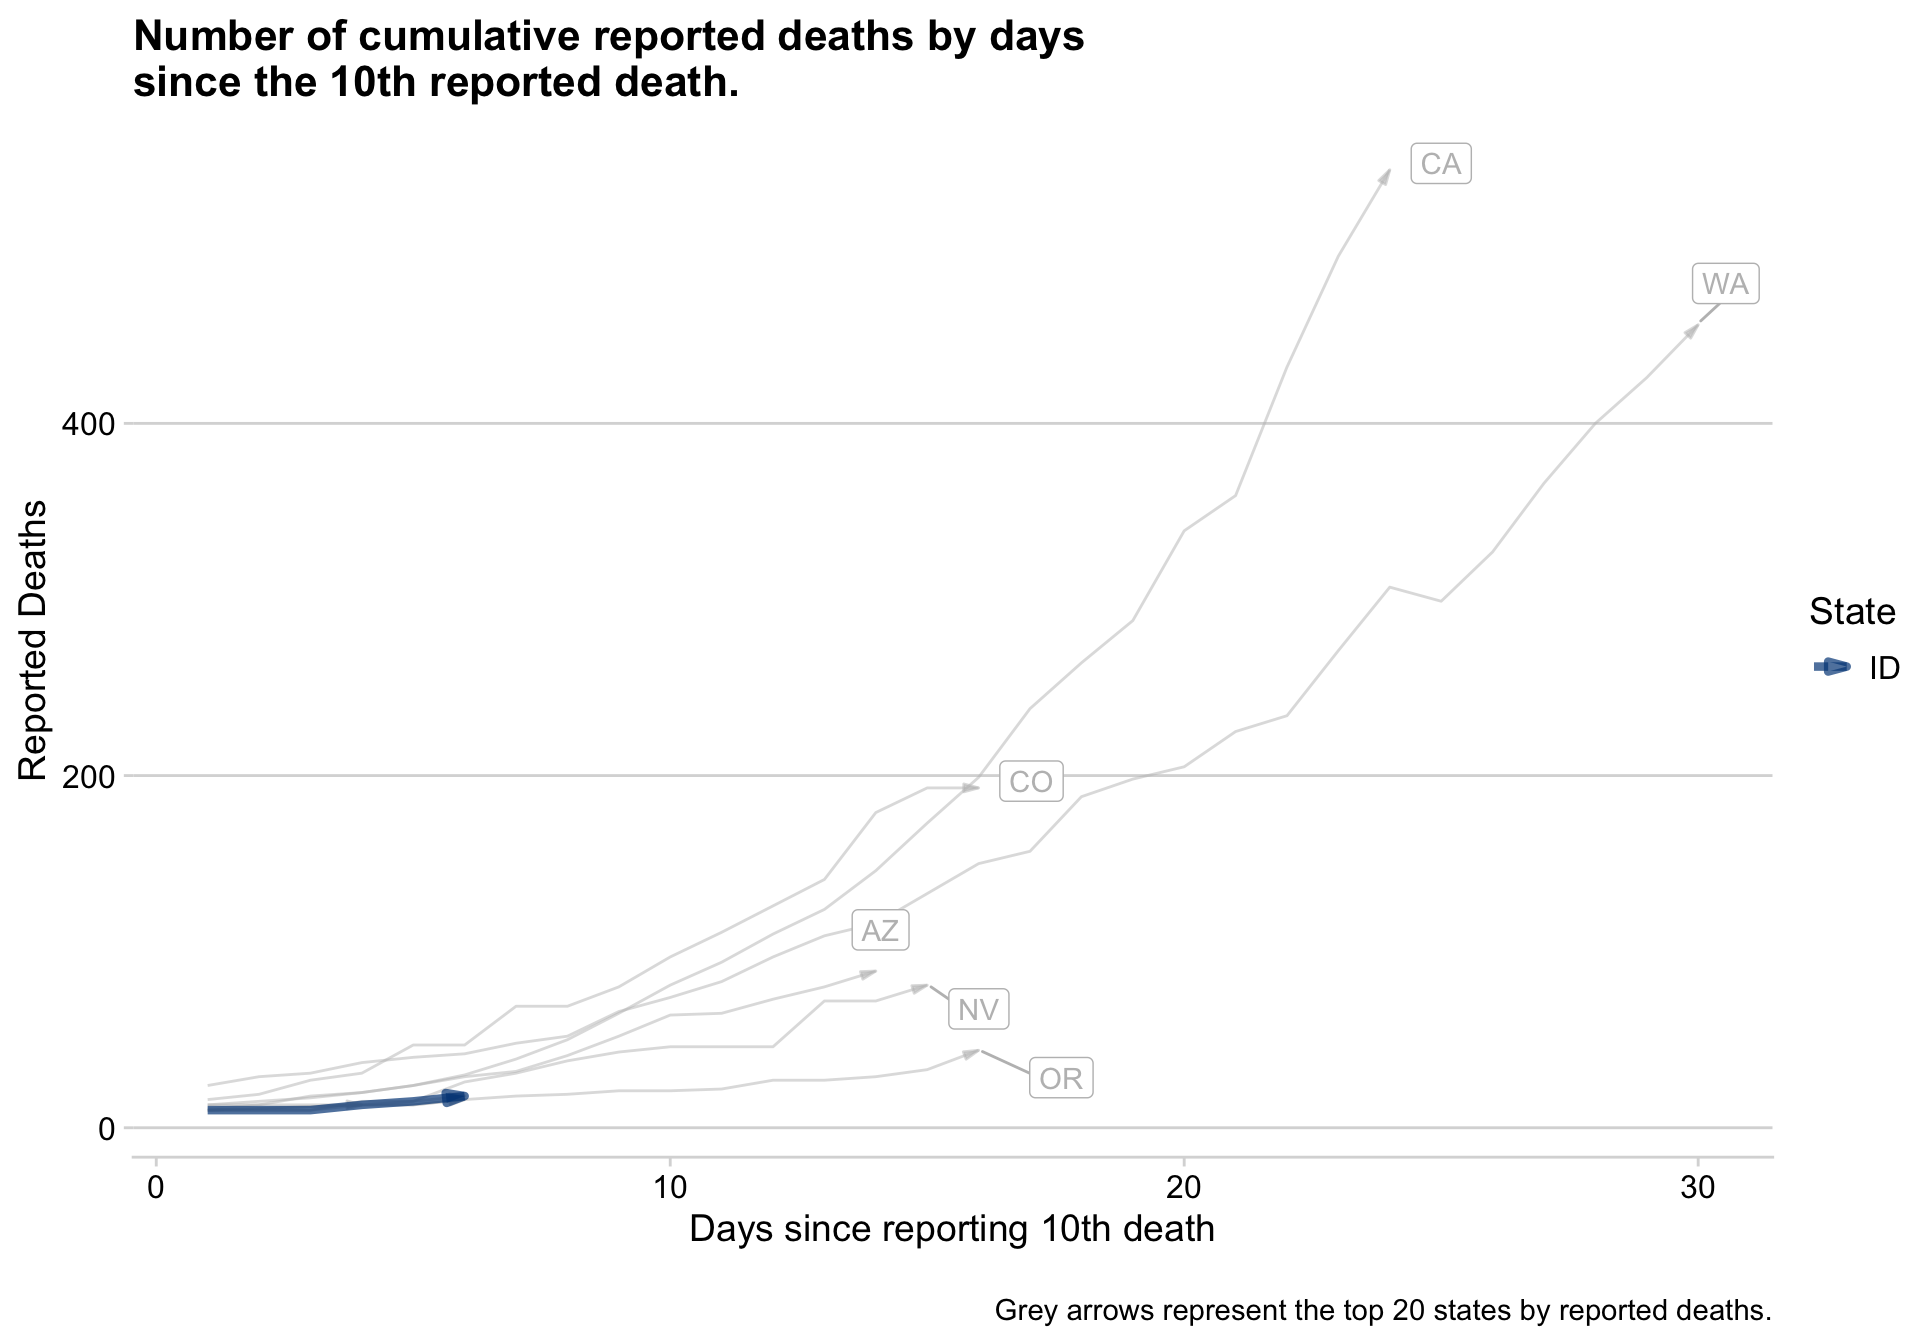 Number of cumulative reported deaths by days
since the 10th reported death.
CA
WA
400
Reported Deaths
State
ID
200
CO
AZ
NV
OR
0
0 10 20 30
Days since reporting 10th death
Grey arrows represent the top 20 states by reported deaths.